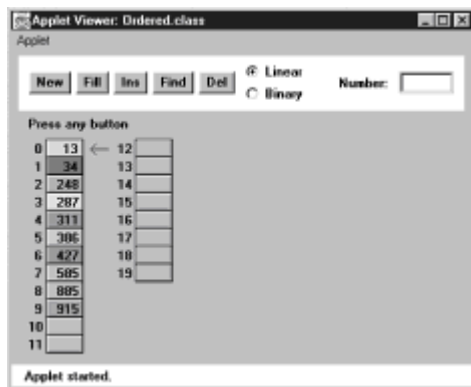 Applet Viewer: Ordered.class
Applet
New Fill Ins Find Del Linear Binary Number:
Press any button
0 13 12
1 34 13
2 248 14
3 287 15
4 311 16
5 386 17
6 427 18
7 585 19
8 885
9 915
10
11
Applet started.